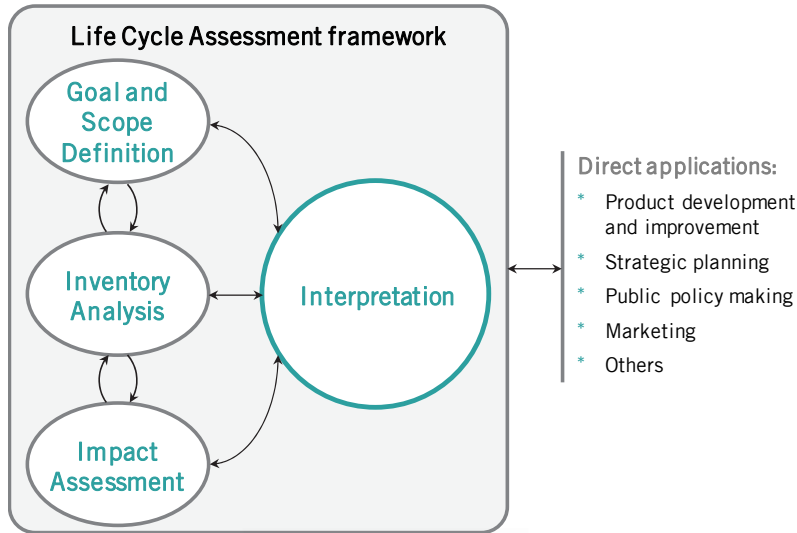 Life Cycle Assessment framework
Goal and
Scope
Definition
Inventory
Analysis
Impact
Assessment
Interpretation
Direct applications:
* Product development
and improvement
* Strategic planning
* Public policy making
* Marketing
* Others